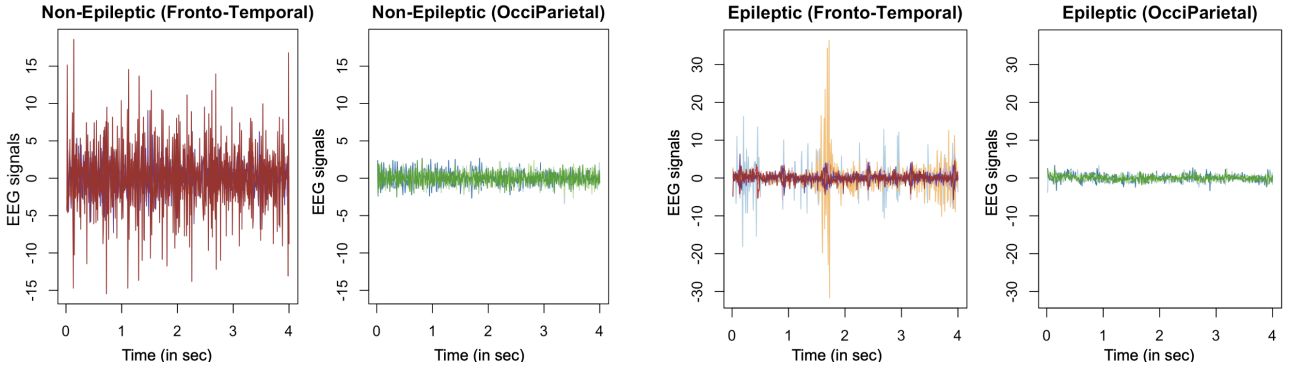 Non-Epileptic (Fronto-Temporal)
EEG signals
15
10
5
0
-5
-10
-15
0 1 2 3 4
Time (in sec)
Non-Epileptic (OcciParietal)
EEG signals
15
10
5
0
-5
-10
-15
0 1 2 3 4
Time (in sec)
Epileptic (Fronto-Temporal)
EEG signals
30
20
10
0
-10
-20
-30
0 1 2 3 4
Time (in sec)
Epileptic (OcciParietal)
EEG signals
30
20
10
0
-10
-20
-30
0 1 2 3 4
Time (in sec)